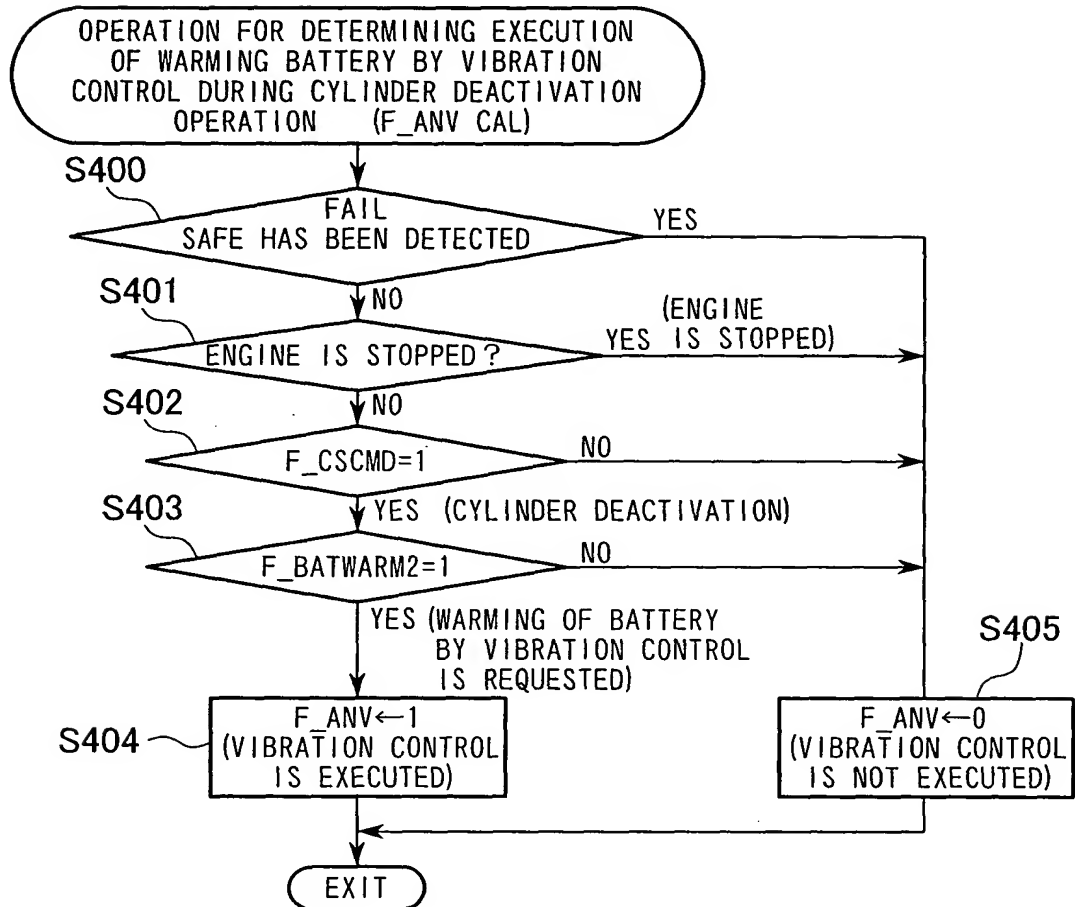 OPERATION FOR DETERMINING EXECUTION
OF WARMING BATTERY BY VIBRATION
CONTROL DURING CYLINDER DEACTIVATION
OPERATION (F_ANV CAL)
S400
FAIL
SAFE HAS BEEN DETECTED
YES
NO
S401
ENGINE IS STOPPED?
(ENGINE
YES IS STOPPED)
NO
S402
F_CSCMD=1
NO
YES (CYLINDER DEACTIVATION)
S403
F_BATWARM2=1
NO
YES (WARMING OF BATTERY
BY VIBRATION CONTROL
IS REQUESTED)
S404
F_ANV←1
(VIBRATION CONTROL
IS EXECUTED)
S405
F_ANV←0
(VIBRATION CONTROL
IS NOT EXECUTED)
EXIT